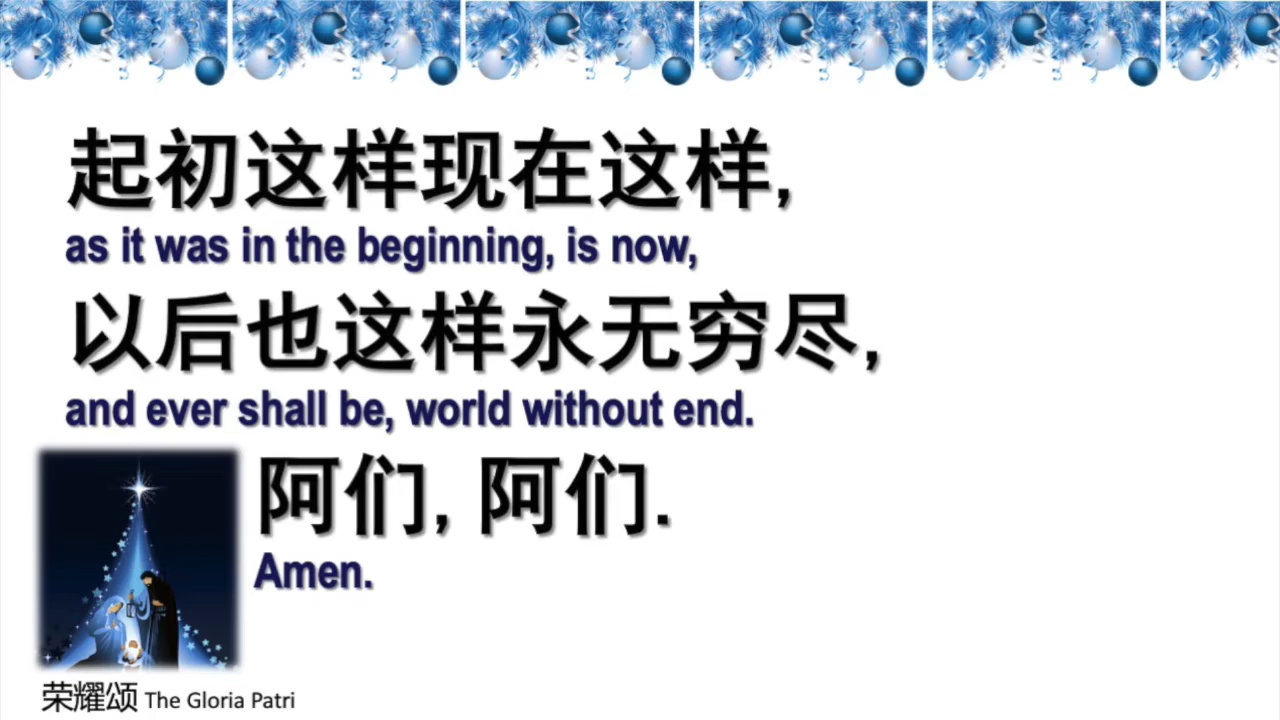 起初这样现在这样,
as it was in the beginning, is now,
以后也这样永无穷尽,
and ever shall be, world without end.
阿们, 阿们.
Amen.
荣耀颂 The Gloria Patri